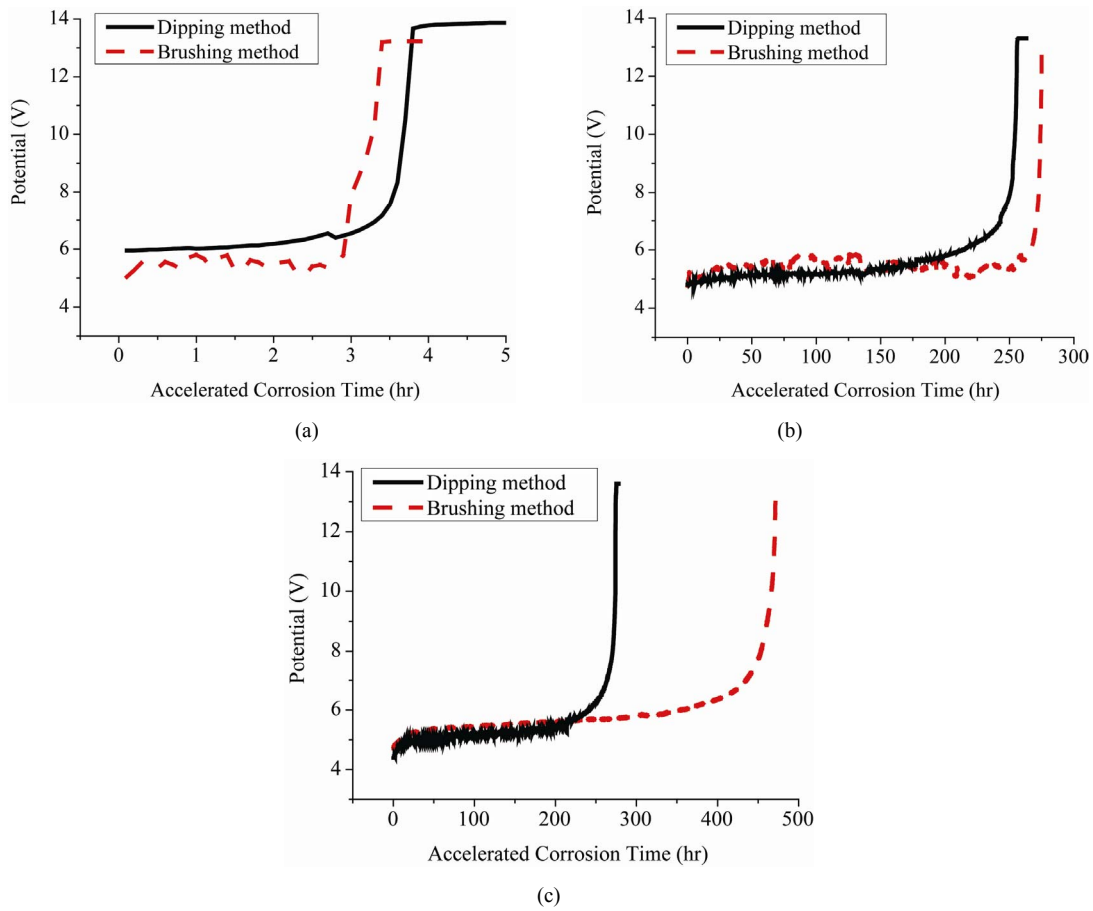 14
Dipping method
Brushing method
12
10
8
6
4
Potential (V)
0 1 2 3 4 5
Accelerated Corrosion Time (hr)
(a)
14
Dipping method
Brushing method
12
10
8
6
4
Potential (V)
0 50 100 150 200 250 300
Accelerated Corrosion Time (hr)
(b)
14
Dipping method
Brushing method
12
10
8
6
4
Potential (V)
0 100 200 300 400 500
Accelerated Corrosion Time (hr)
(c)